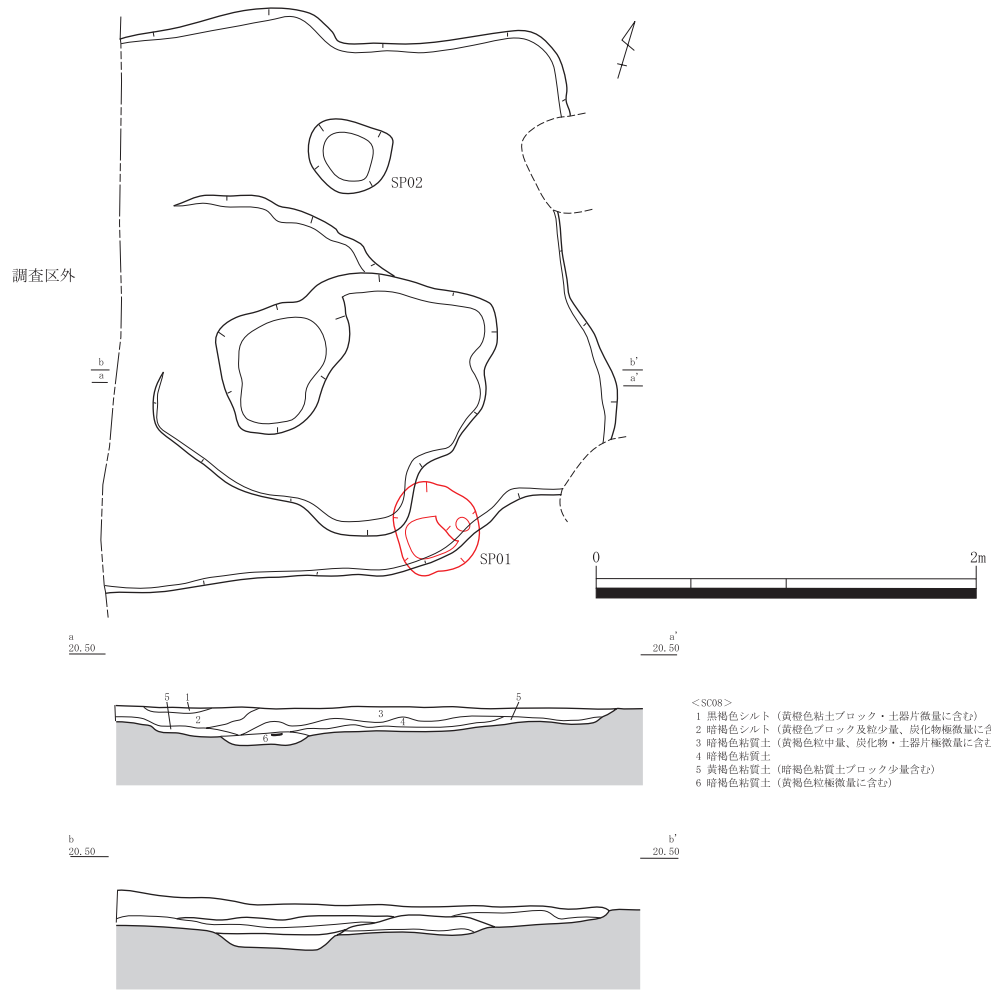 SP02
調査区外
b
a
b'
a'
SP01
0
2m
a
20.50
a'
20.50
5
1
2
3
4
5
6
<SC08>
1 黒褐色シルト（黄橙色粘土ブロック・土器片微量に含む）
2 暗褐色シルト（黄橙色ブロック及粒少量、炭化物極微量に含
3 暗褐色粘質土（黄褐色粒中量、炭化物・土器片極微量に含む
4 暗褐色粘質土
5 黄褐色粘質土（暗褐色粘質土ブロック少量含む）
6 暗褐色粘質土（黄褐色粒極微量に含む）
b
20.50
b'
20.50